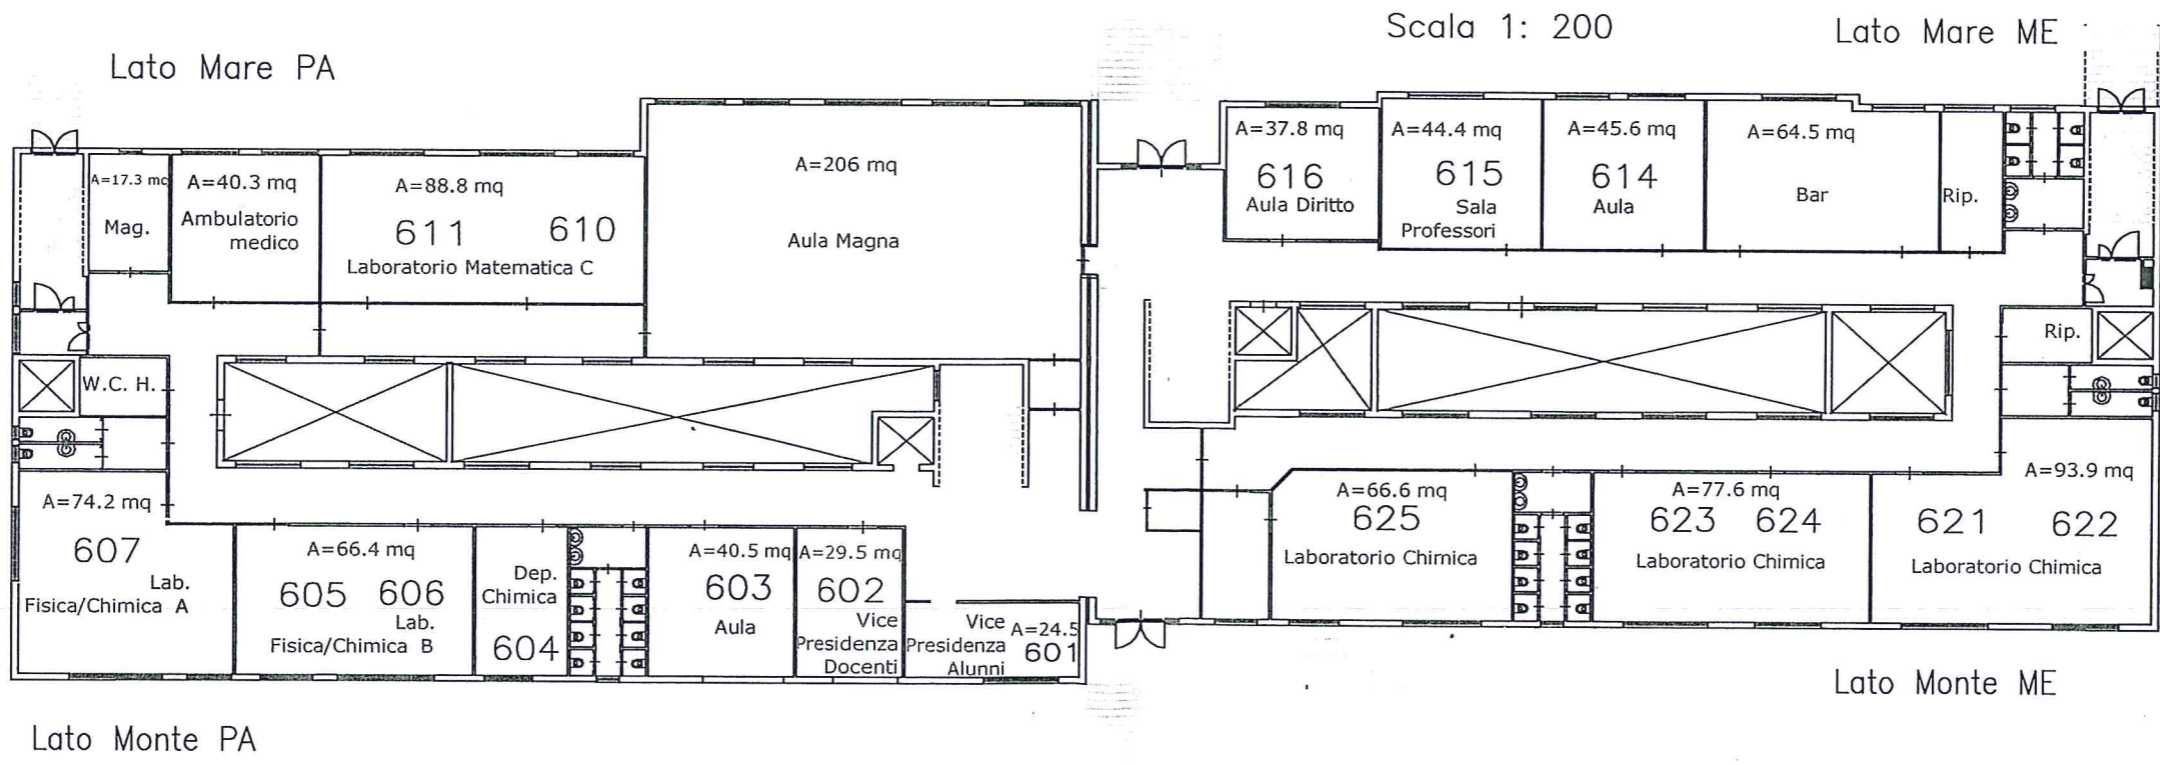 Scala 1: 200
Lato Mare ME
Lato Mare PA
A=17.3 mq
Mag.
A=40.3 mq
Ambulatorio
medico
A=88.8 mq
611 610
Laboratorio Matematica C
A=206 mq
Aula Magna
A=37.8 mq
616
Aula Diritto
A=44.4 mq
615
Sala
Professori
A=45.6 mq
614
Aula
A=64.5 mq
Bar
Rip.
Rip.
W.C. H.
A=74.2 mq
607
Lab.
Fisica/Chimica A
A=66.4 mq
605 606
Lab.
Fisica/Chimica B
Dep.
Chimica
604
A=40.5 mq
603
Aula
A=29.5 mq
602
Vice
Presidenza
Docenti
Vice
Presidenza
Alunni
A=24.5
601
A=66.6 mq
625
Laboratorio Chimica
A=77.6 mq
623 624
Laboratorio Chimica
A=93.9 mq
621 622
Laboratorio Chimica
Lato Monte ME
Lato Monte PA